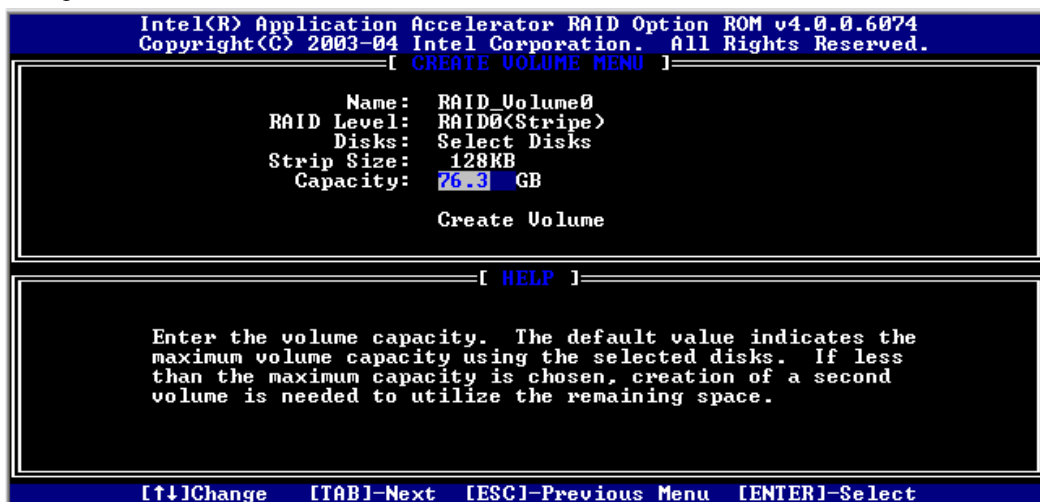 Intel(R) Application Accelerator RAID Option ROM v4.0.0.6074
Copyright(C) 2003-04 Intel Corporation. All Rights Reserved.
[ CREATE VOLUME MENU ]
Name: RAID_Volume0
RAID Level: RAID0(Stripe)
Disks: Select Disks
Strip Size: 128KB
Capacity: 76.3 GB
Create Volume
[ HELP ]
Enter the volume capacity. The default value indicates the
maximum volume capacity using the selected disks. If less
than the maximum capacity is chosen, creation of a second
volume is needed to utilize the remaining space.
[↑↓]Change [TAB]-Next [ESC]-Previous Menu [ENTER]-Select